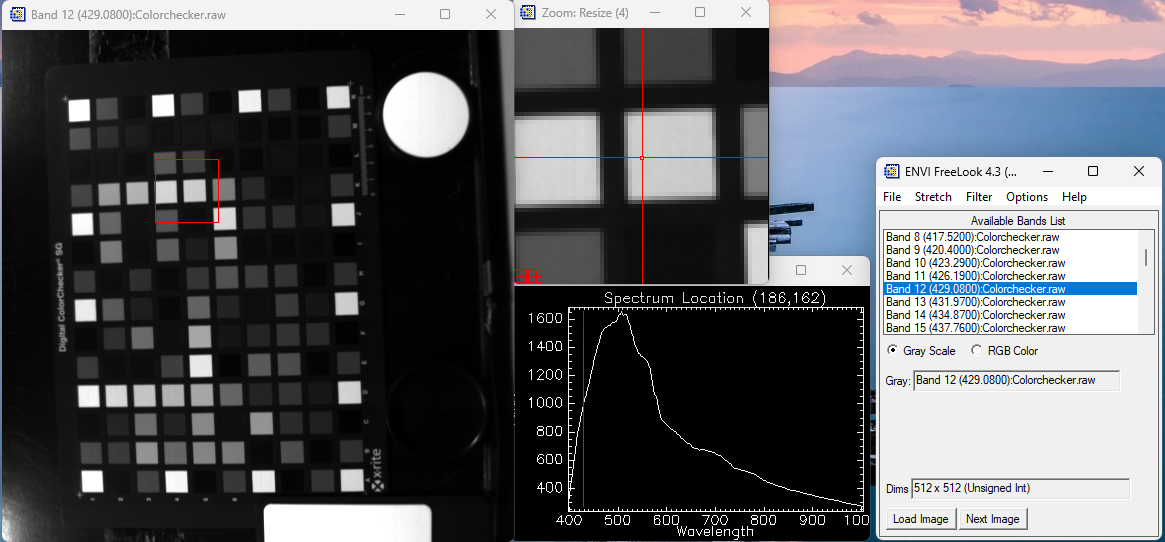 Band 12 (429.0800):Colorchecker.raw
Digital ColorChecker SG
x-rite
Zoom: Resize (4)
Spectrum Location (186,162)
1600
1400
1200
1000
800
600
400
400 500 600 700 800 900 100
Wavelength
ENVI FreeLook 4.3 (...
File Stretch Filter Options Help
Available Bands List
Band 8 (417.5200):Colorchecker.raw
Band 9 (420.4000):Colorchecker.raw
Band 10 (423.2900):Colorchecker.raw
Band 11 (426.1900):Colorchecker.raw
Band 12 (429.0800):Colorchecker.raw
Band 13 (431.9700):Colorchecker.raw
Band 14 (434.8700):Colorchecker.raw
Band 15 (437.7600):Colorchecker.raw
Gray Scale RGB Color
Gray: Band 12 (429.0800):Colorchecker.raw
Dims 512 x 512 (Unsigned Int)
Load Image Next Image